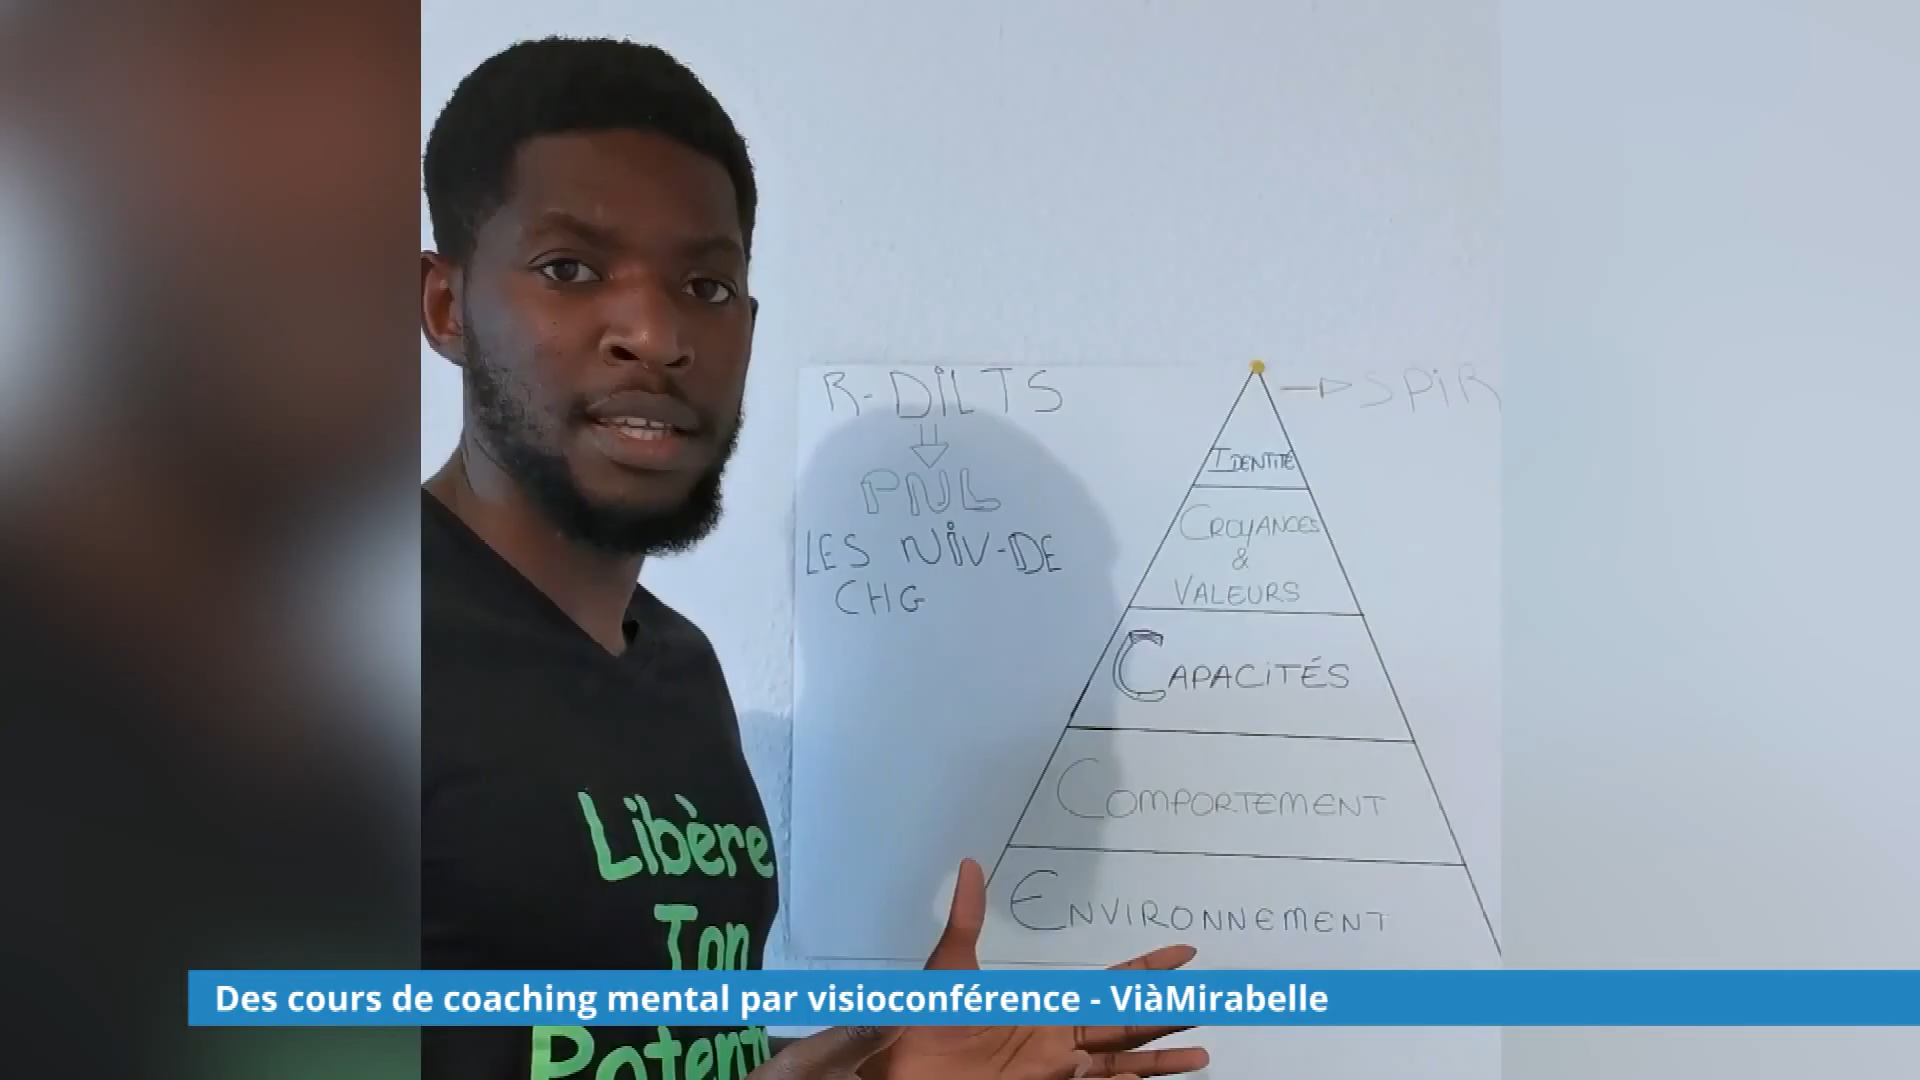 R-DILTS
PNL
LES NIV-DE
CHG
SPiR
IDENTITÉ
CROYANCES
&
VALEURS
CAPACiTÉS
COMPORTEMENT
ENVIRONNEMENT
Libère
Ton
Potent
Des cours de coaching mental par visioconférence - ViàMirabelle